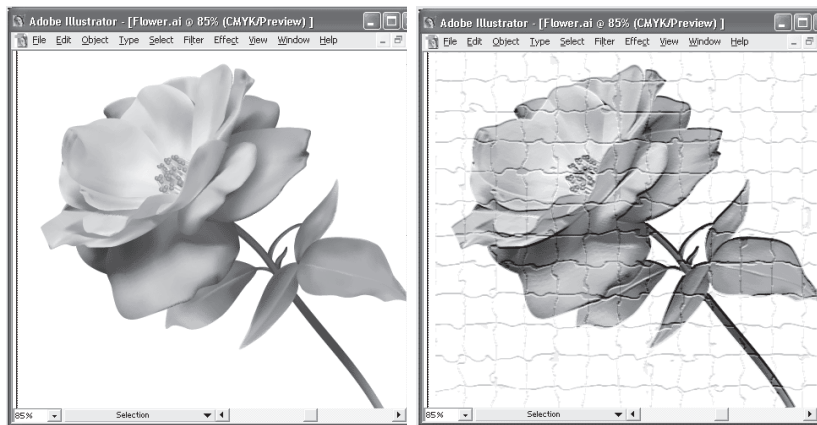 Adobe Illustrator - [Flower.ai @ 85% (CMYK/Preview) ]
File Edit Object Type Select Filter Effect View Window Help
85% Selection
Adobe Illustrator - [Flower.ai @ 85% (CMYK/Preview) ]
File Edit Object Type Select Filter Effect View Window Help
85% Selection